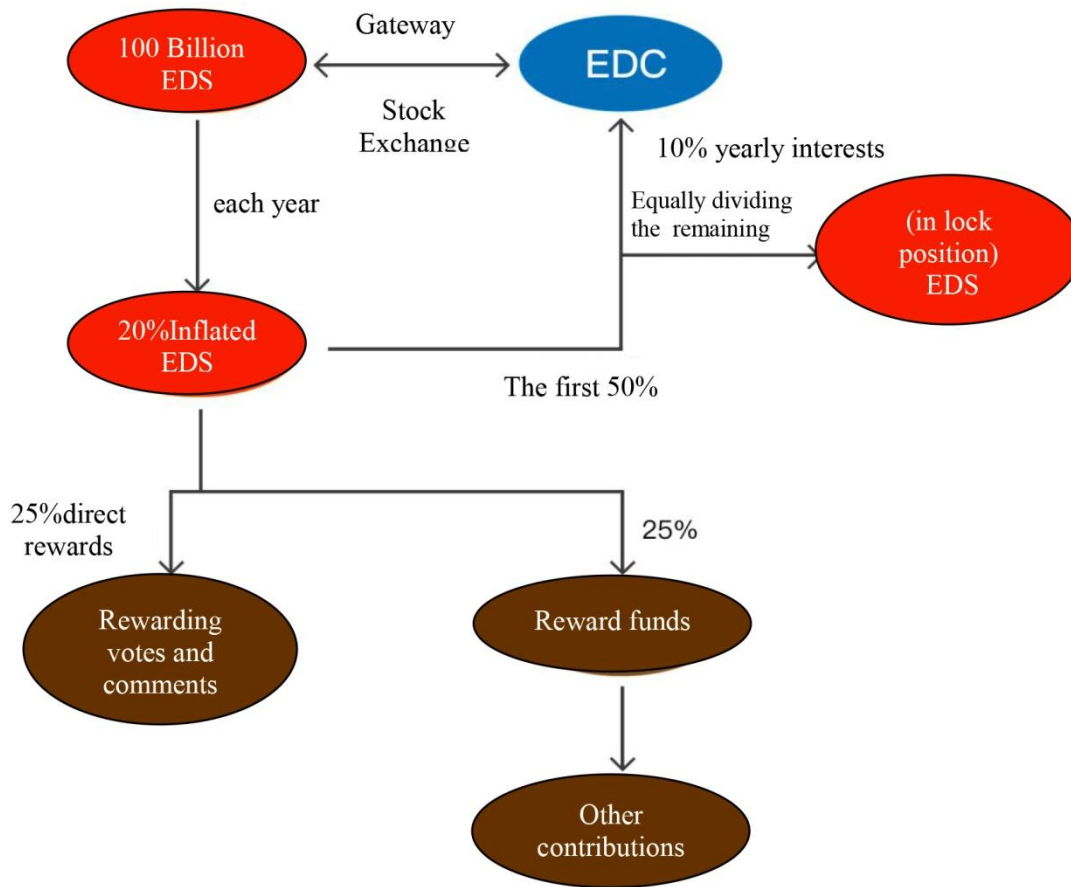 100 Billion
EDS
Gateway
EDC
Stock
Exchange
10% yearly interests
each year
Equally dividing
the remaining
(in lock
position)
EDS
20%Inflated
EDS
The first 50%
25%direct
rewards
25%
Rewarding
votes and
comments
Reward funds
Other
contributions